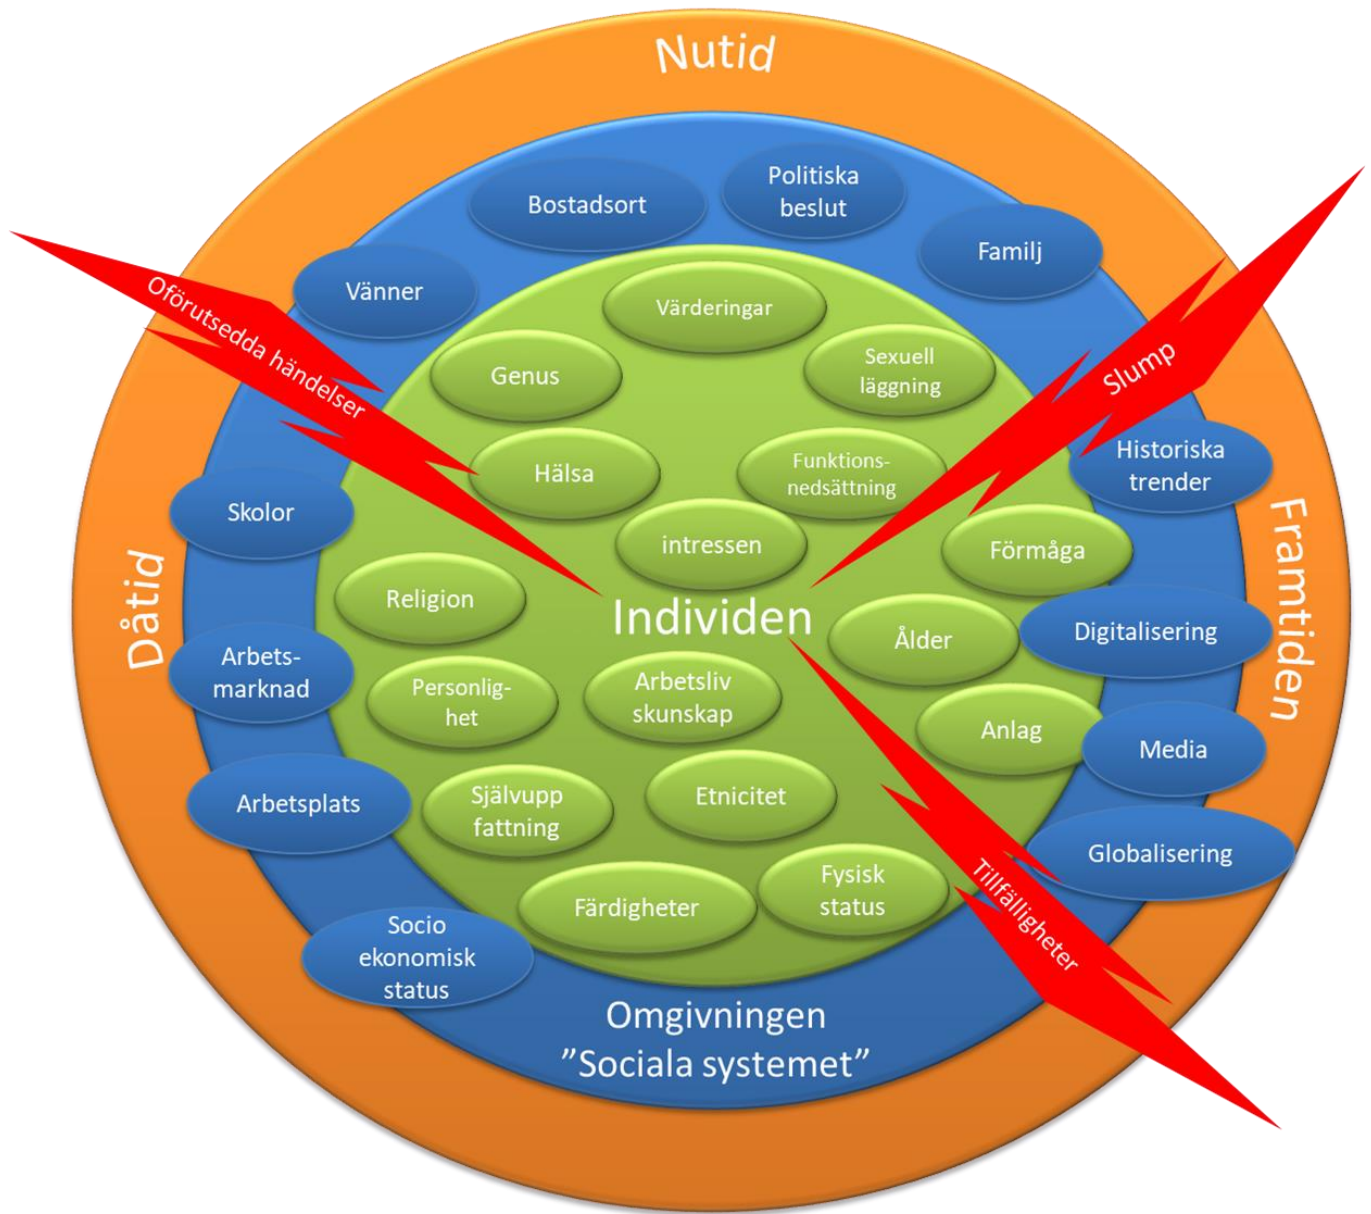 Nutid
Politiska
beslut
Bostadsort
Familj
Vänner
Oförutsedda händelser
Värderingar
Genus
Sexuell
läggning
Slump
Hälsa
Funktions-
nedsättning
Historiska
trender
Skolor
intressen
Förmåga
Dåtid
Religion
Individen
Ålder
Digitalisering
Framtiden
Arbets-
marknad
Personlig-
het
Arbetsliv
skunskap
Anlag
Media
Arbetsplats
Självupp
fattning
Etnicitet
Globalisering
Färdigheter
Fysisk
status
Tillfälligheter
Socio
ekonomisk
status
Omgivningen
”Sociala systemet”